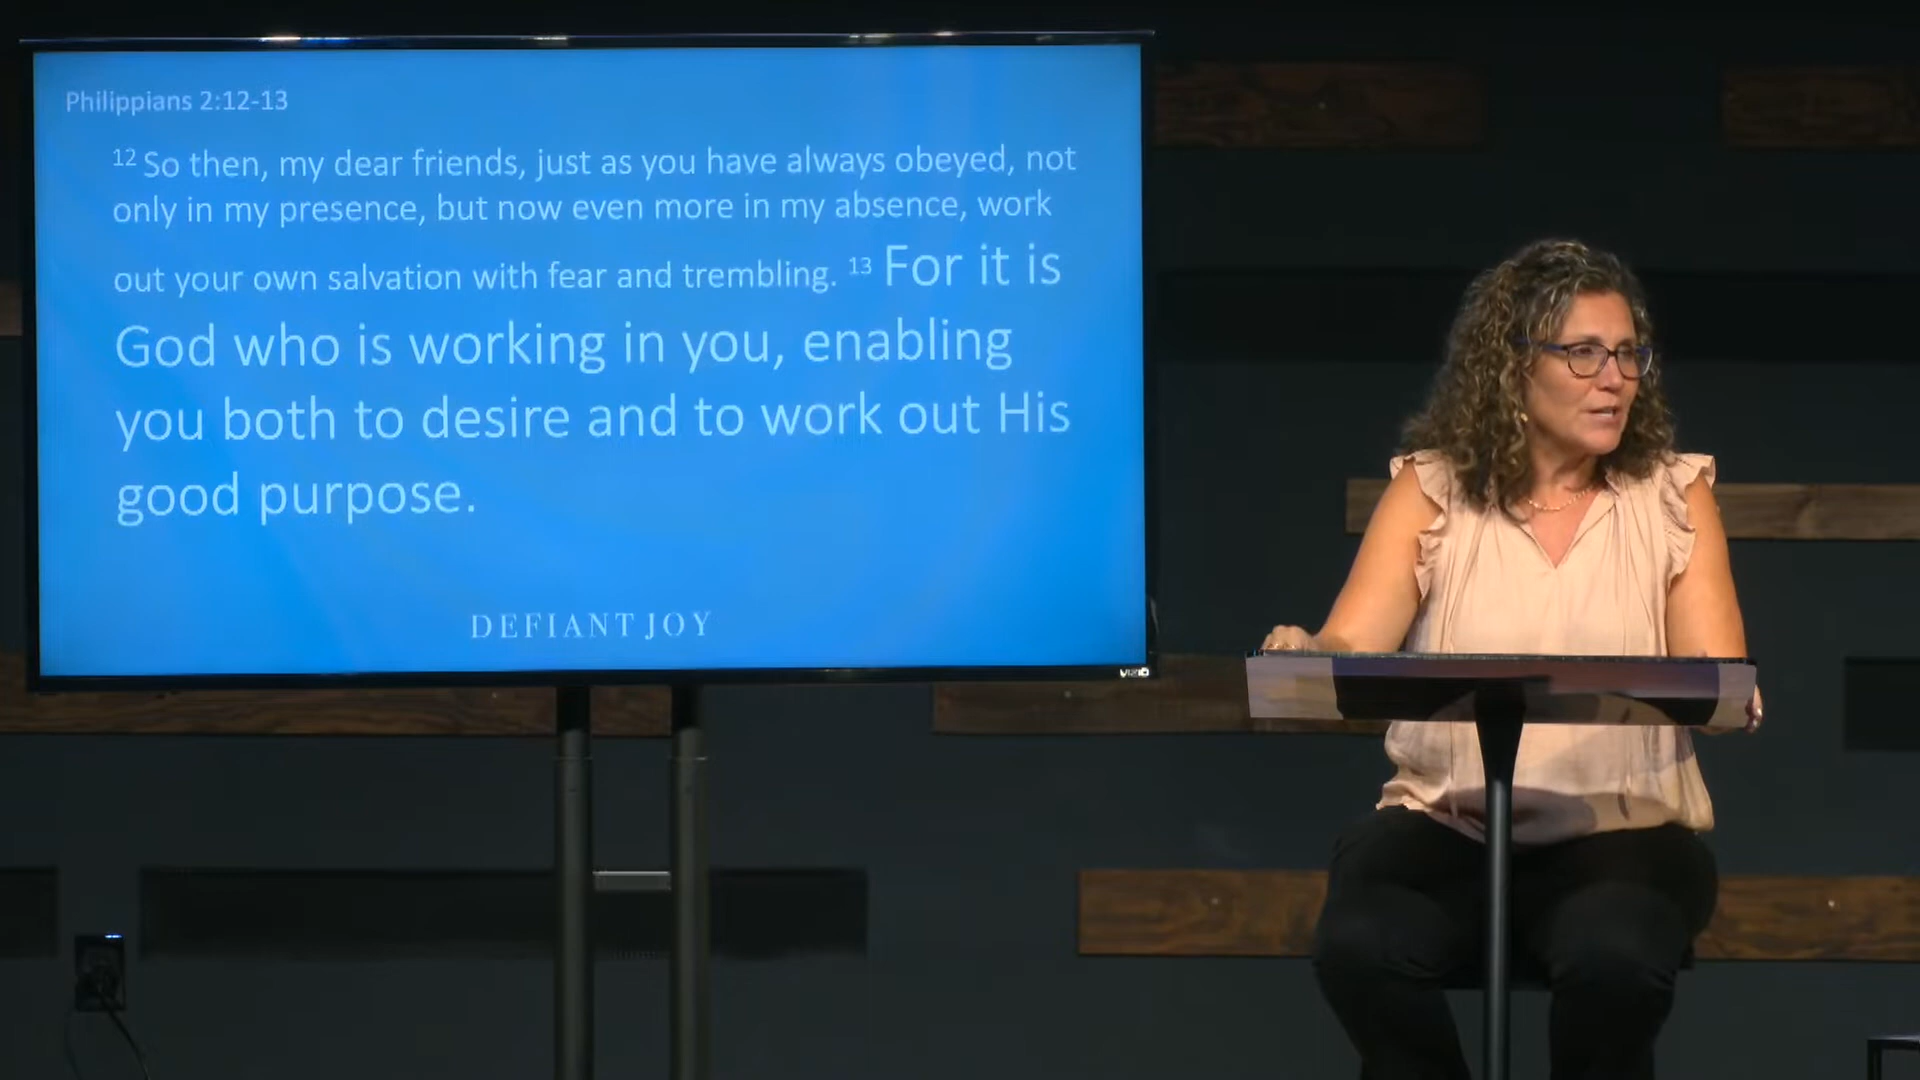 Philippians 2:12-13
12 So then, my dear friends, just as you have always obeyed, not
only in my presence, but now even more in my absence, work
out your own salvation with fear and trembling. 13 For it is
God who is working in you, enabling
you both to desire and to work out His
good purpose.
DEFIANT JOY
VIZIO